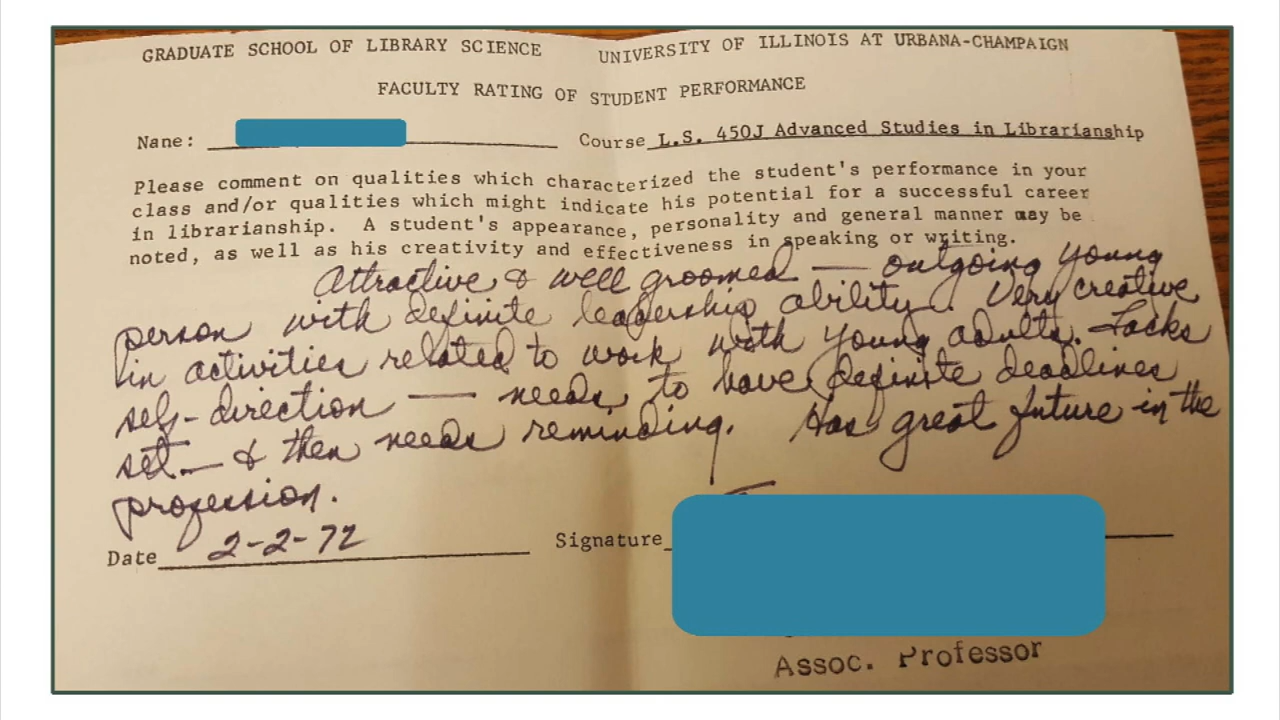 GRADUATE SCHOOL OF LIBRARY SCIENCE UNIVERSITY OF ILLINOIS AT URBANA-CHAMPAIGN
FACULTY RATING OF STUDENT PERFORMANCE
Nane: Course L.S. 450J Advanced Studies in Librarianship
Please comment on qualities which characterized the student's performance in your
class and/or qualities which might indicate his potential for a successful career
in librarianship. A student's appearance, personality and general manner may be
noted, as well as his creativity and effectiveness in speaking or writing.
Attractive & well groomed — outgoing young
person with definite leadership ability. Very creative
in activities related to work with young adults. Lacks
self-direction — needs to have definite deadlines
set — & then needs reminding. Has great future in the
profession.
Date 2-2-72 Signature
Assoc. Professor